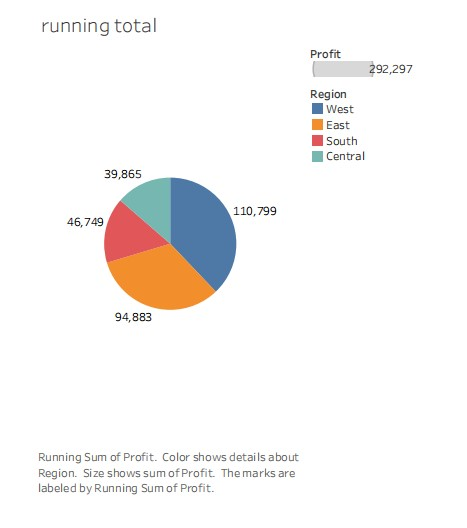 running total
Profit
292,297
Region
West
East
South
Central
39,865
46,749
110,799
94,883
Running Sum of Profit.  Color shows details about
Region.  Size shows sum of Profit.  The marks are
labeled by Running Sum of Profit.